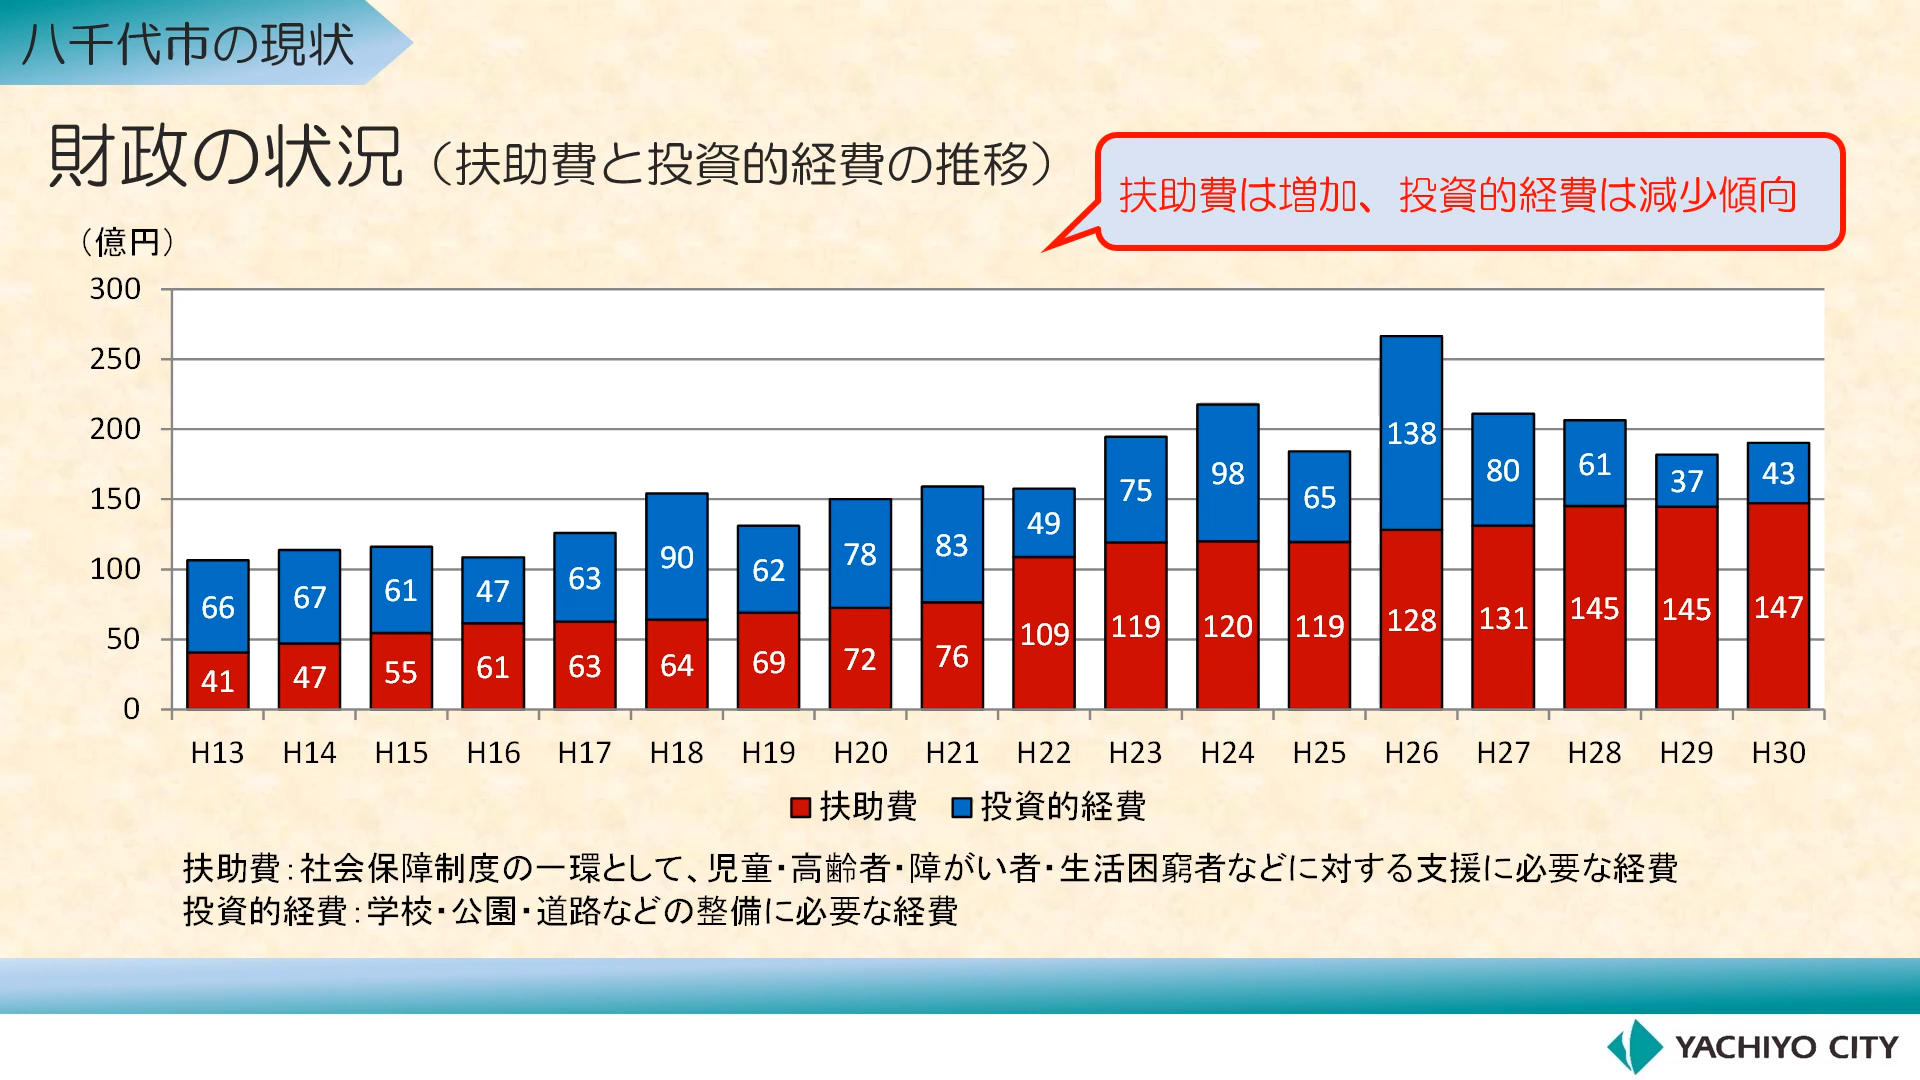 八千代市の現状
財政の状況（扶助費と投資的経費の推移）
扶助費は増加、投資的経費は減少傾向
（億円）
300
250
200
150
100
50
0
66 67 61 47 63 90 62 78 83 49 75 98 65 138 80 61 37 43
41 47 55 61 63 64 69 72 76 109 119 120 119 128 131 145 145 147
H13 H14 H15 H16 H17 H18 H19 H20 H21 H22 H23 H24 H25 H26 H27 H28 H29 H30
扶助費 投資的経費
扶助費：社会保障制度の一環として、児童・高齢者・障がい者・生活困窮者などに対する支援に必要な経費
投資的経費：学校・公園・道路などの整備に必要な経費
YACHIYO CITY